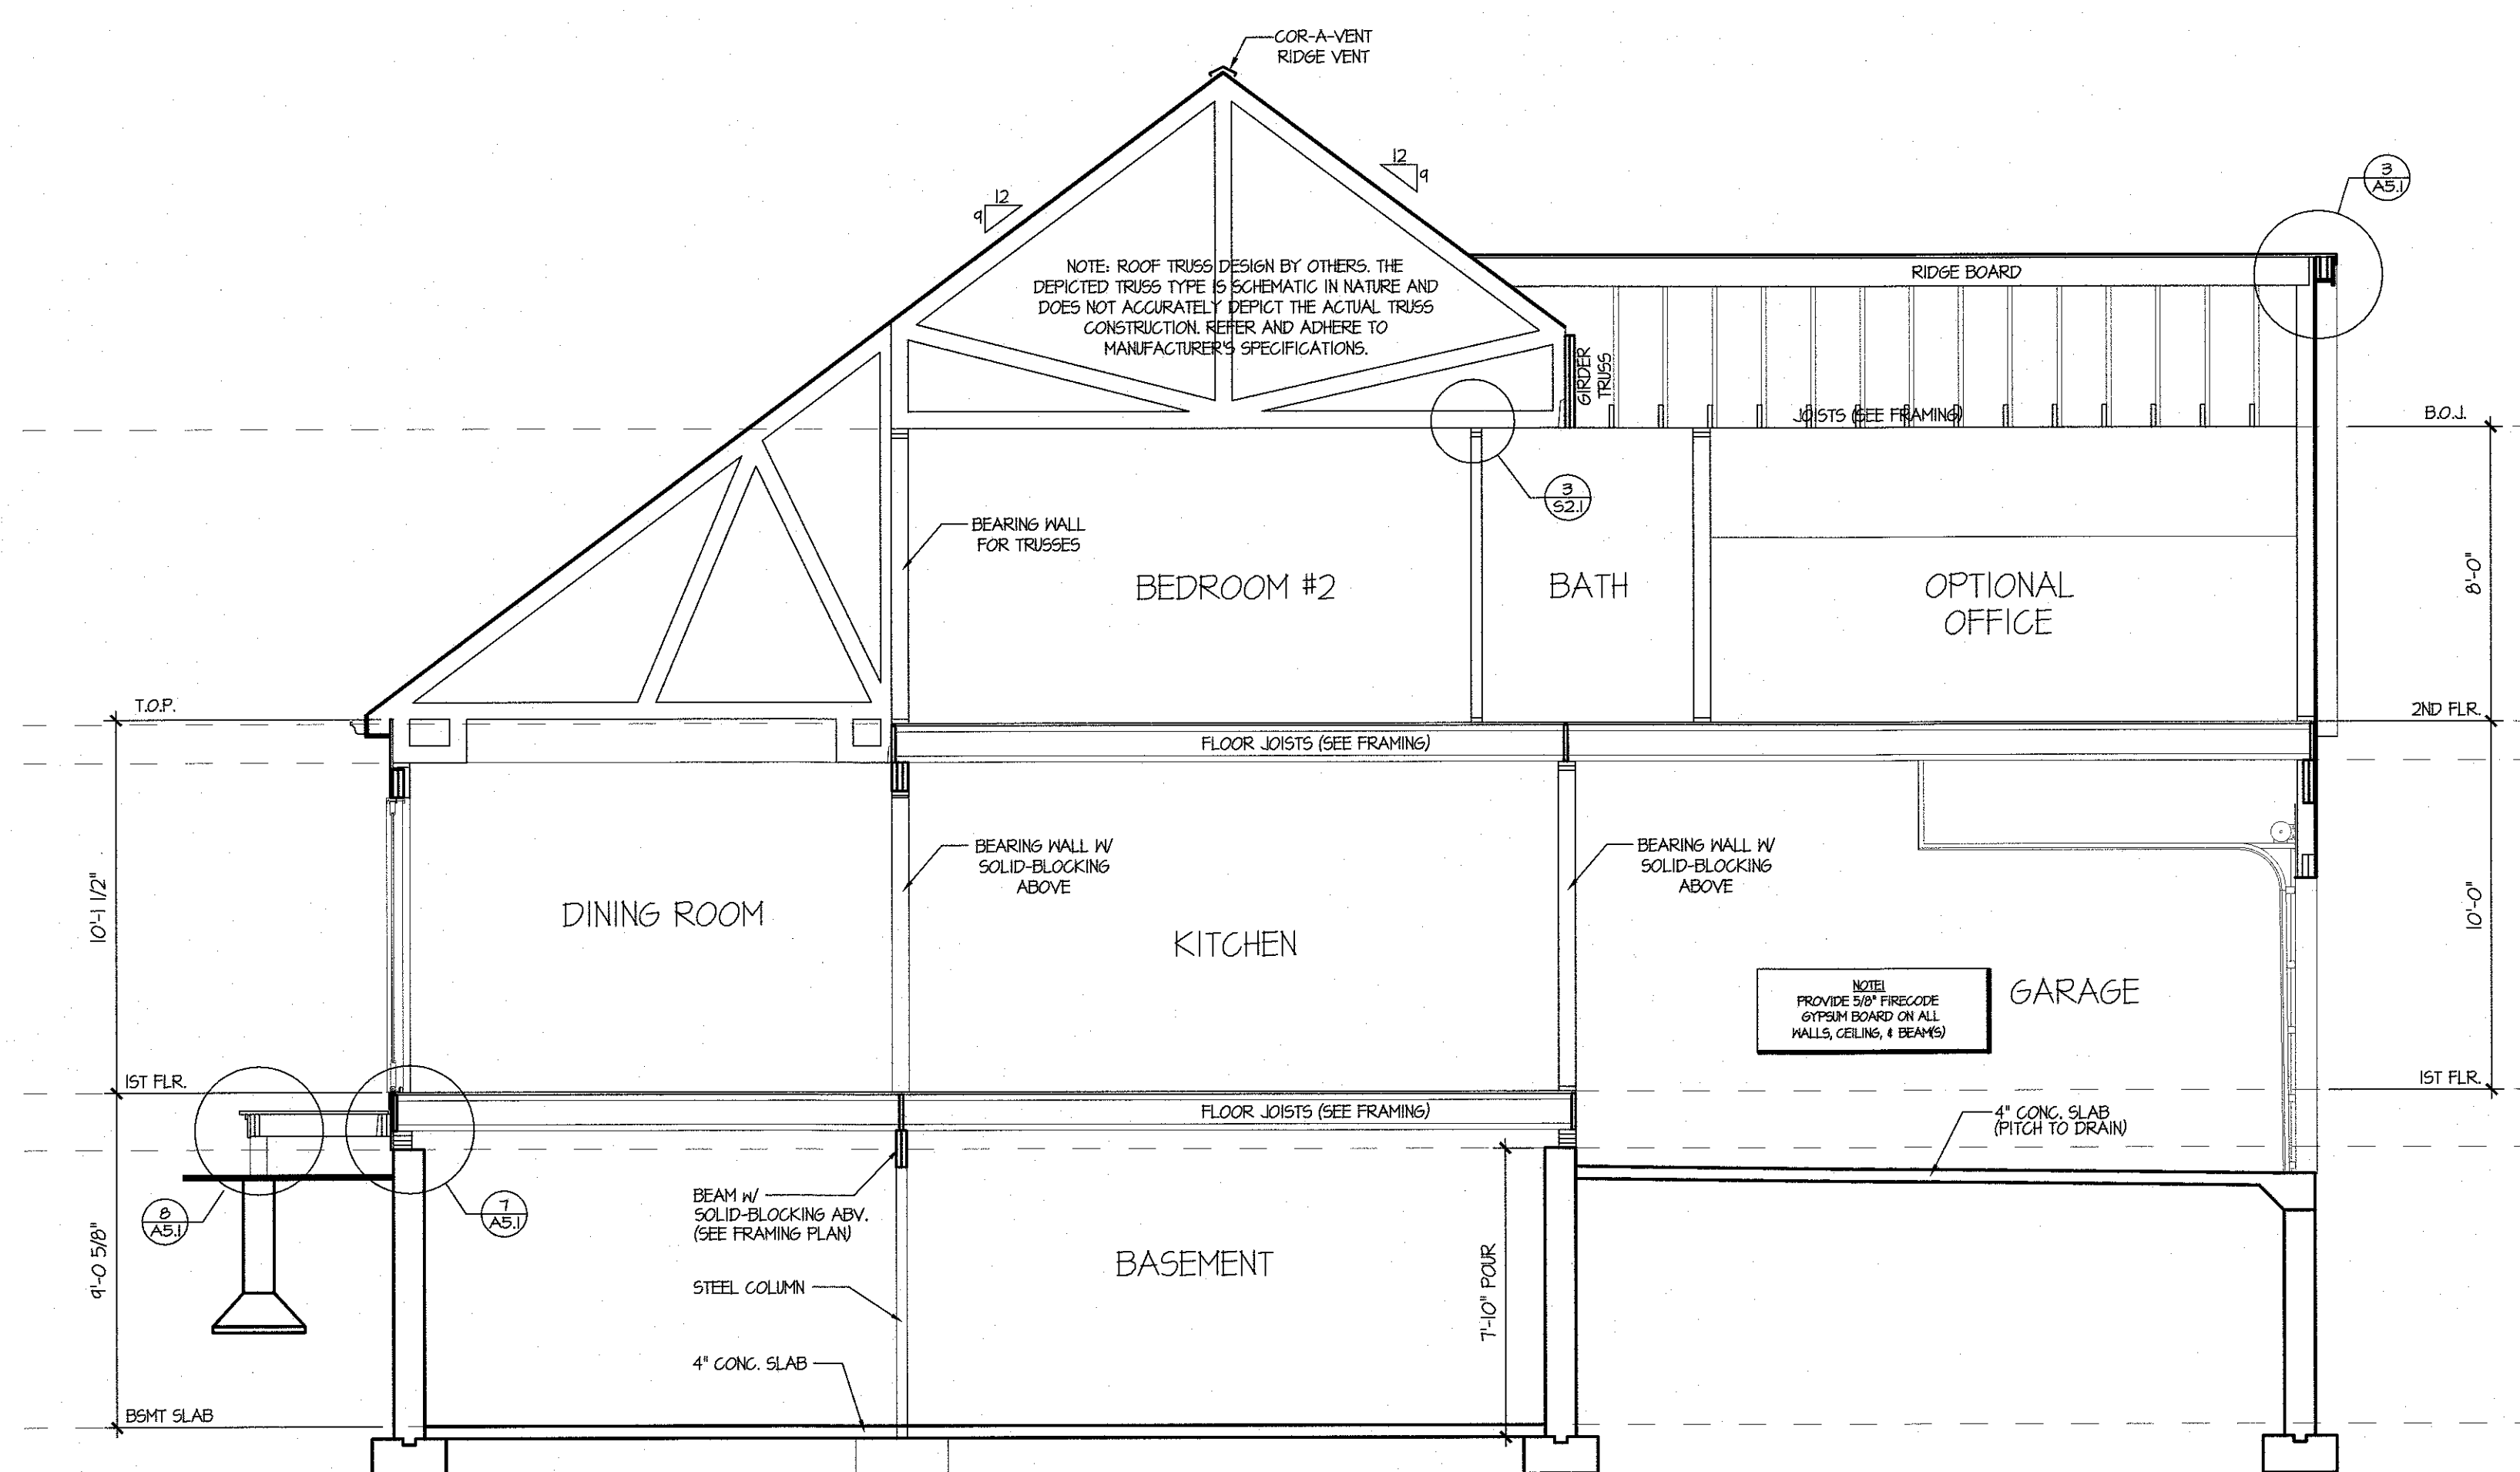 COR-A-VENT
RIDGE VENT
12
9
12
9
3
A5.1
NOTE: ROOF TRUSS DESIGN BY OTHERS. THE
DEPICTED TRUSS TYPE IS SCHEMATIC IN NATURE AND
DOES NOT ACCURATELY DEPICT THE ACTUAL TRUSS
CONSTRUCTION. REFER AND ADHERE TO
MANUFACTURER'S SPECIFICATIONS.
RIDGE BOARD
GIRDER
TRUSS
JOISTS (SEE FRAMING)
B.O.J.
3
S2.1
BEARING WALL
FOR TRUSSES
BEDROOM #2
BATH
OPTIONAL
OFFICE
8'-0"
T.O.P.
2ND FLR.
FLOOR JOISTS (SEE FRAMING)
BEARING WALL W/
SOLID-BLOCKING
ABOVE
BEARING WALL W/
SOLID-BLOCKING
ABOVE
10'-1 1/2"
DINING ROOM
KITCHEN
10'-0"
NOTE!
PROVIDE 5/8" FIRECODE
GYPSUM BOARD ON ALL
WALLS, CEILING, & BEAM(S)
GARAGE
1ST FLR.
1ST FLR.
FLOOR JOISTS (SEE FRAMING)
4" CONC. SLAB
(PITCH TO DRAIN)
8
A5.1
7
A5.1
BEAM W/
SOLID-BLOCKING ABV.
(SEE FRAMING PLAN)
9'-0 5/8"
BASEMENT
STEEL COLUMN
7'-10" POUR
4" CONC. SLAB
BSMT SLAB